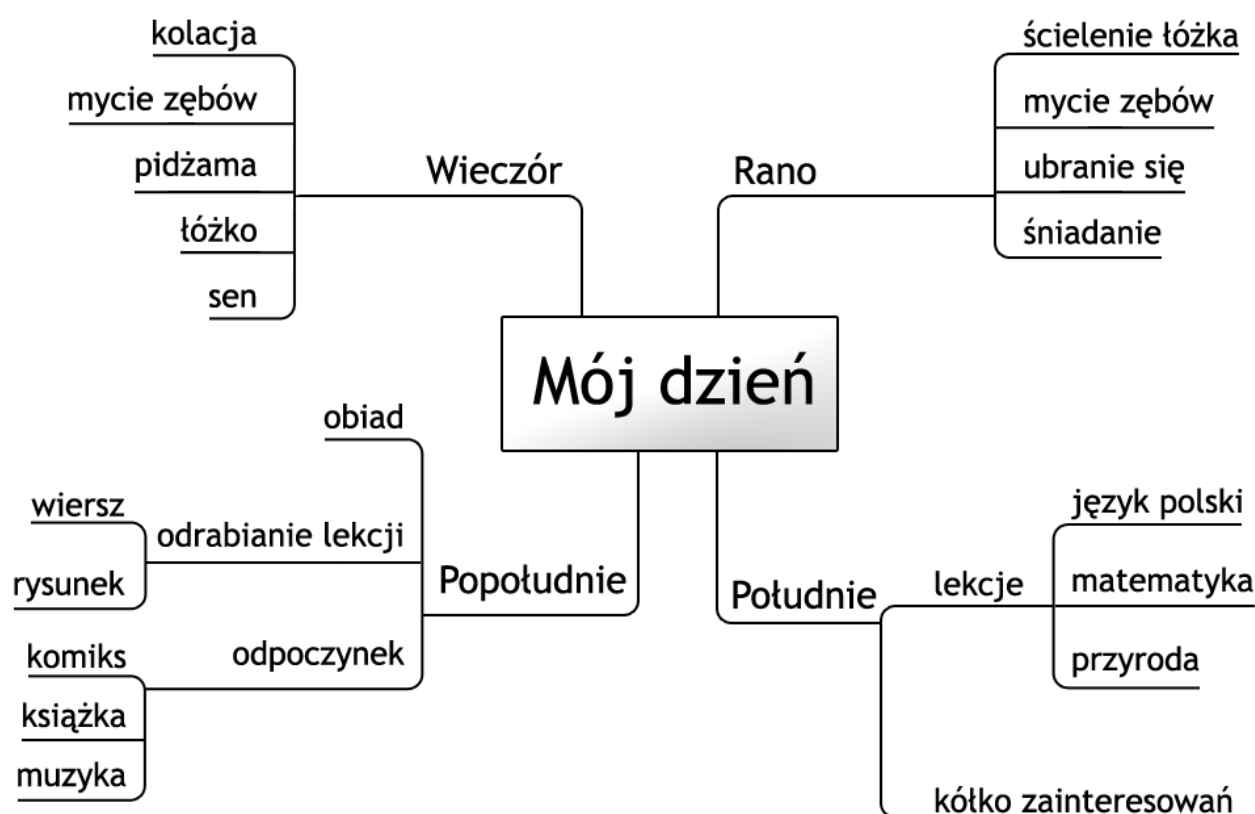 Mój dzień
Rano
ścielenie łóżka
mycie zębów
ubranie się
śniadanie
Południe
lekcje
język polski
matematyka
przyroda
kółko zainteresowań
Popołudnie
obiad
odrabianie lekcji
wiersz
rysunek
odpoczynek
komiks
książka
muzyka
Wieczór
kolacja
mycie zębów
pidżama
łóżko
sen